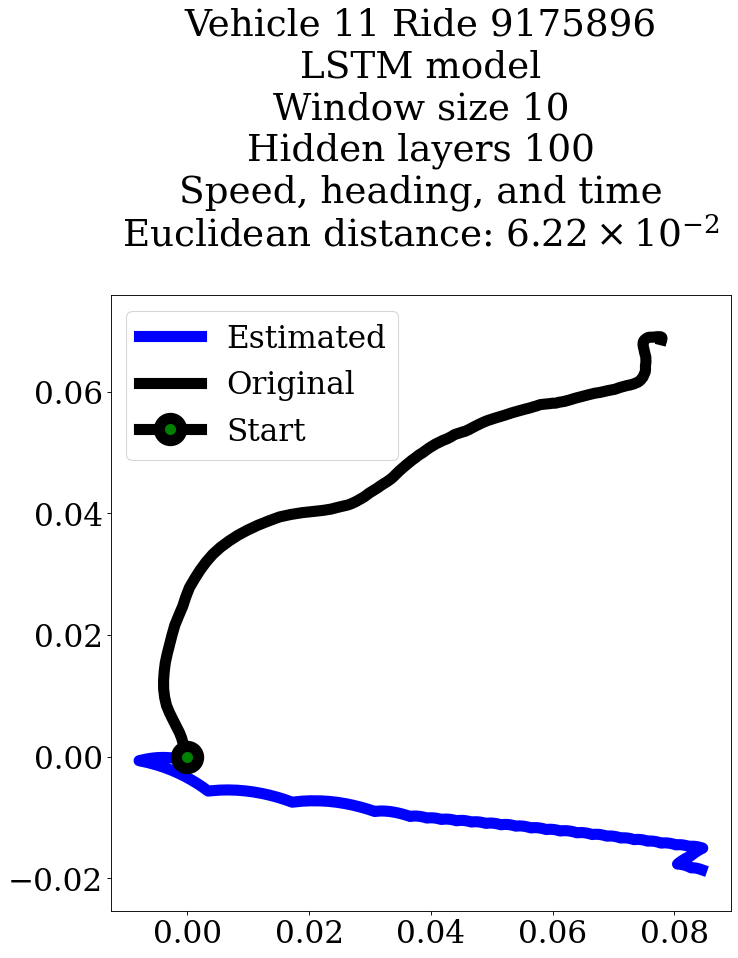 Vehicle 11 Ride 9175896
LSTM model
Window size 10
Hidden layers 100
Speed, heading, and time
Euclidean distance: 6.22 × 10⁻²
Estimated
Original
Start
0.06
0.04
0.02
0.00
−0.02
0.00 0.02 0.04 0.06 0.08